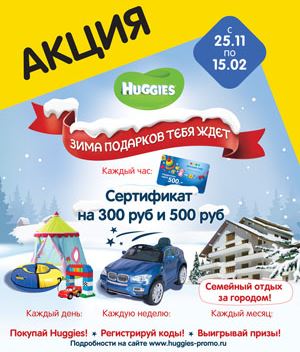 АКЦИЯ
С
25.11
ПО
15.02
HUGGIES
ЗИМА ПОДАРКОВ ТЕБЯ ЖДЕТ
Каждый час:
500
Сертификат
на 300 руб и 500 руб
Семейный отдых
за городом!
Каждый день: Каждую неделю: Каждый месяц:
Покупай Huggies! * Регистрируй коды! * Выигрывай призы!
Подробности на сайте www.huggies-promo.ru